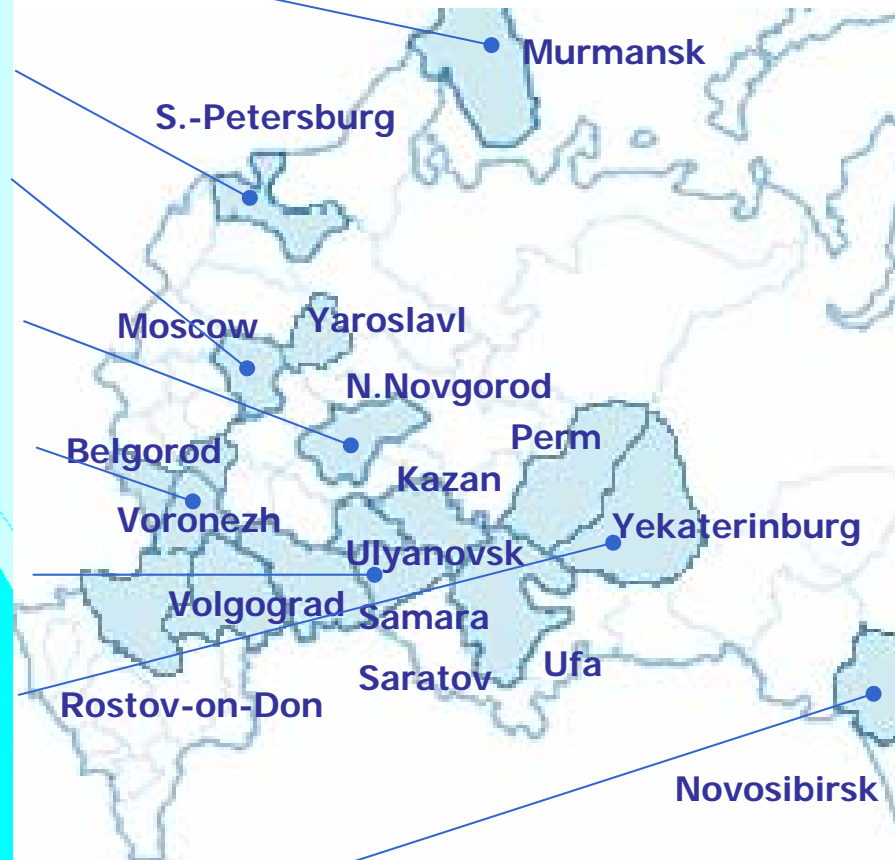 Murmansk
S.-Petersburg
Moscow
Yaroslavl
N.Novgorod
Perm
Belgorod
Kazan
Voronezh
Yekaterinburg
Ulyanovsk
Volgograd
Samara
Ufa
Saratov
Rostov-on-Don
Novosibirsk